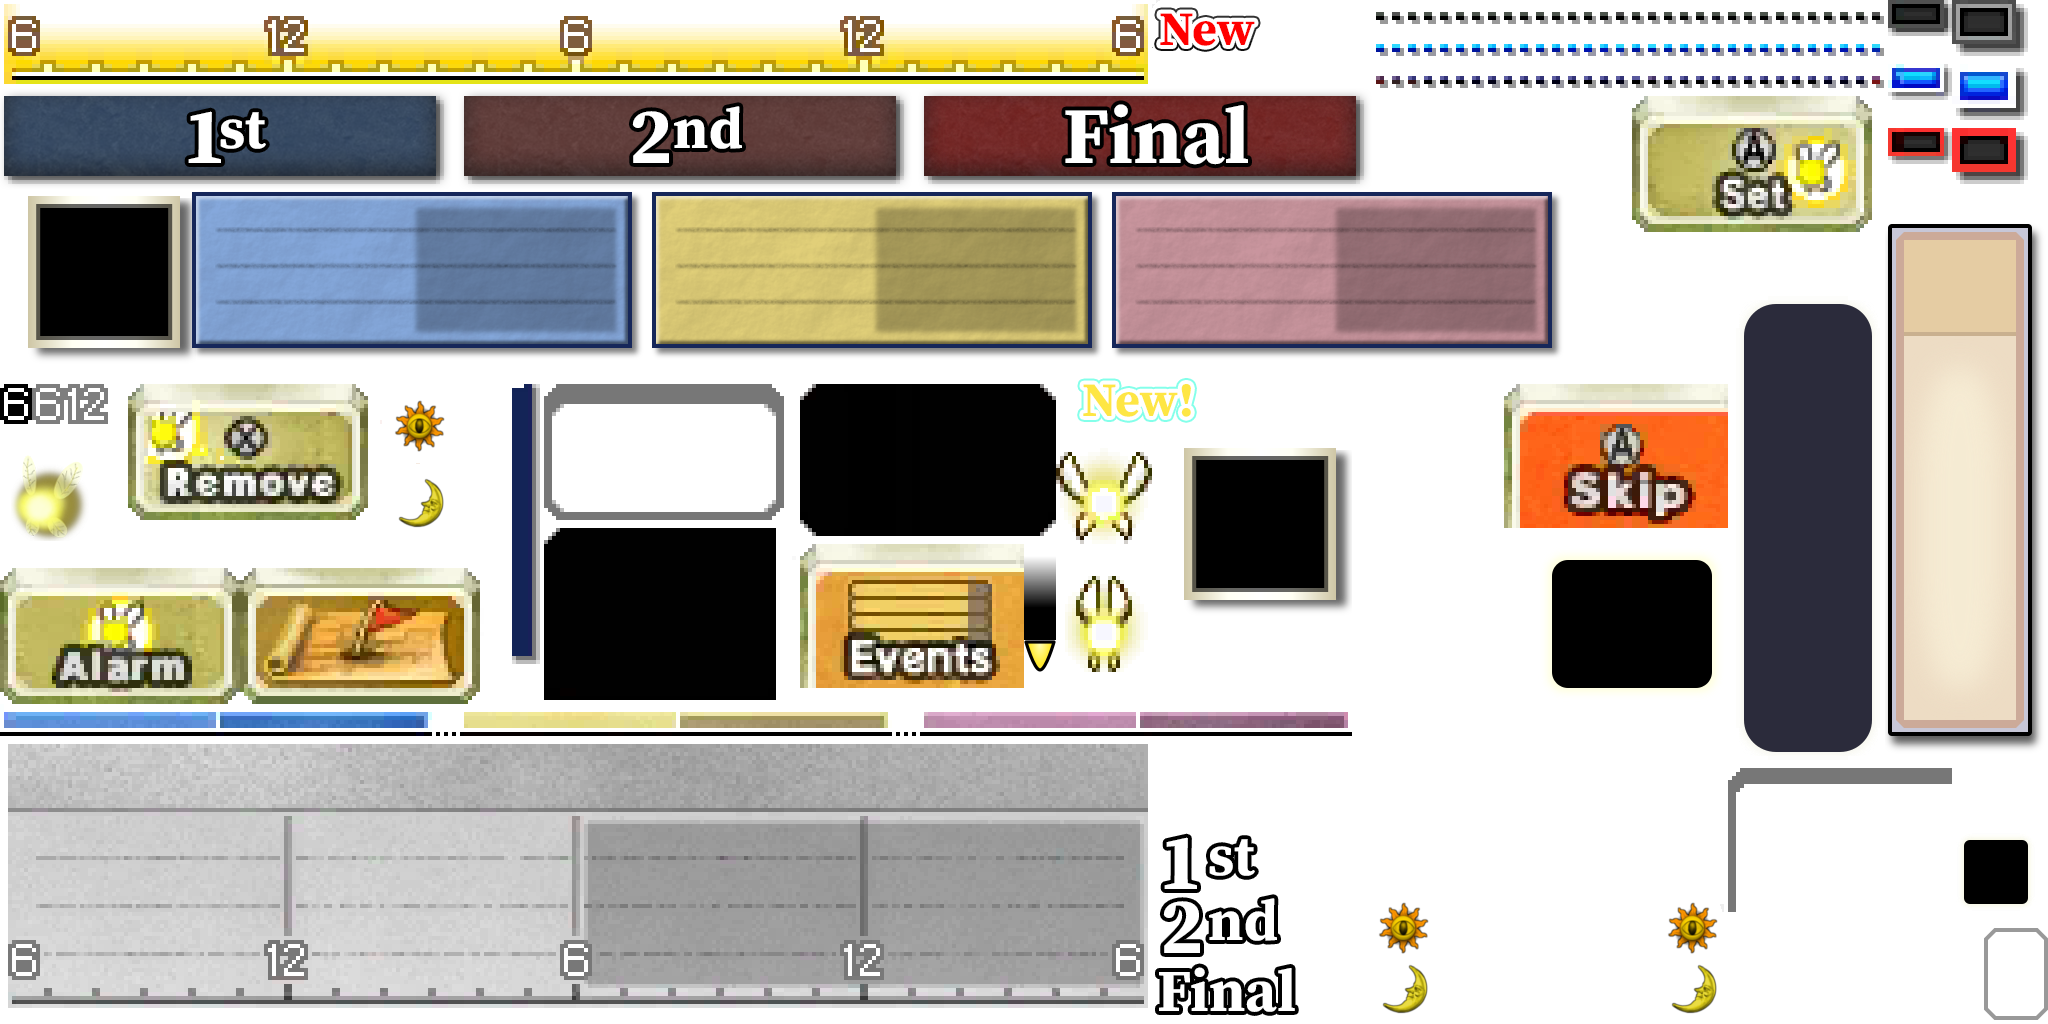 6 12 6 12 6
New
1st
2nd
Final
A
Set
6 6 12
X
Remove
New!
A
Skip
Alarm
Events
1st
2nd
6 12 6 12 6
Final